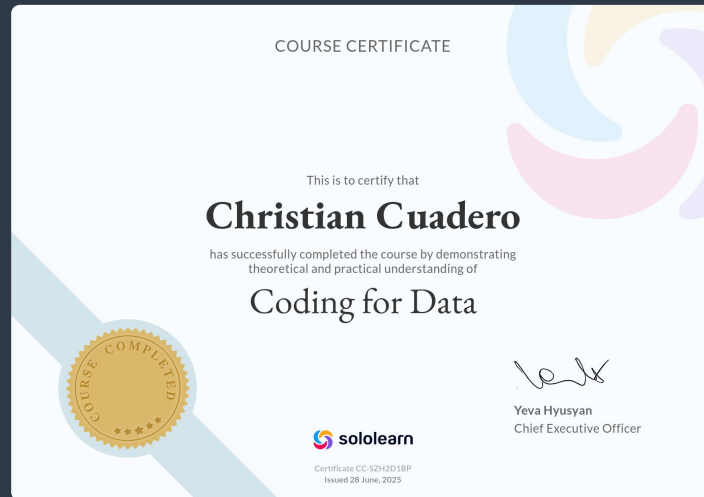 COURSE CERTIFICATE
This is to certify that
Christian Cuadero
has successfully completed the course by demonstrating
theoretical and practical understanding of
Coding for Data
COURSE COMPLETED
Yeva Hyusyan
Chief Executive Officer
sololearn
Certificate CC-SZH2D1BP
Issued 28 June, 2025